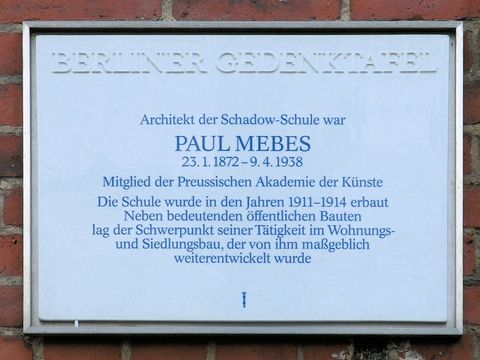 BERLINER GEDENKTAFEL
Architekt der Schadow-Schule war
PAUL MEBES
23.1.1872–9.4.1938
Mitglied der Preussischen Akademie der Künste
Die Schule wurde in den Jahren 1911–1914 erbaut
Neben bedeutenden öffentlichen Bauten
lag der Schwerpunkt seiner Tätigkeit im Wohnungs-
und Siedlungsbau, der von ihm maßgeblich
weiterentwickelt wurde